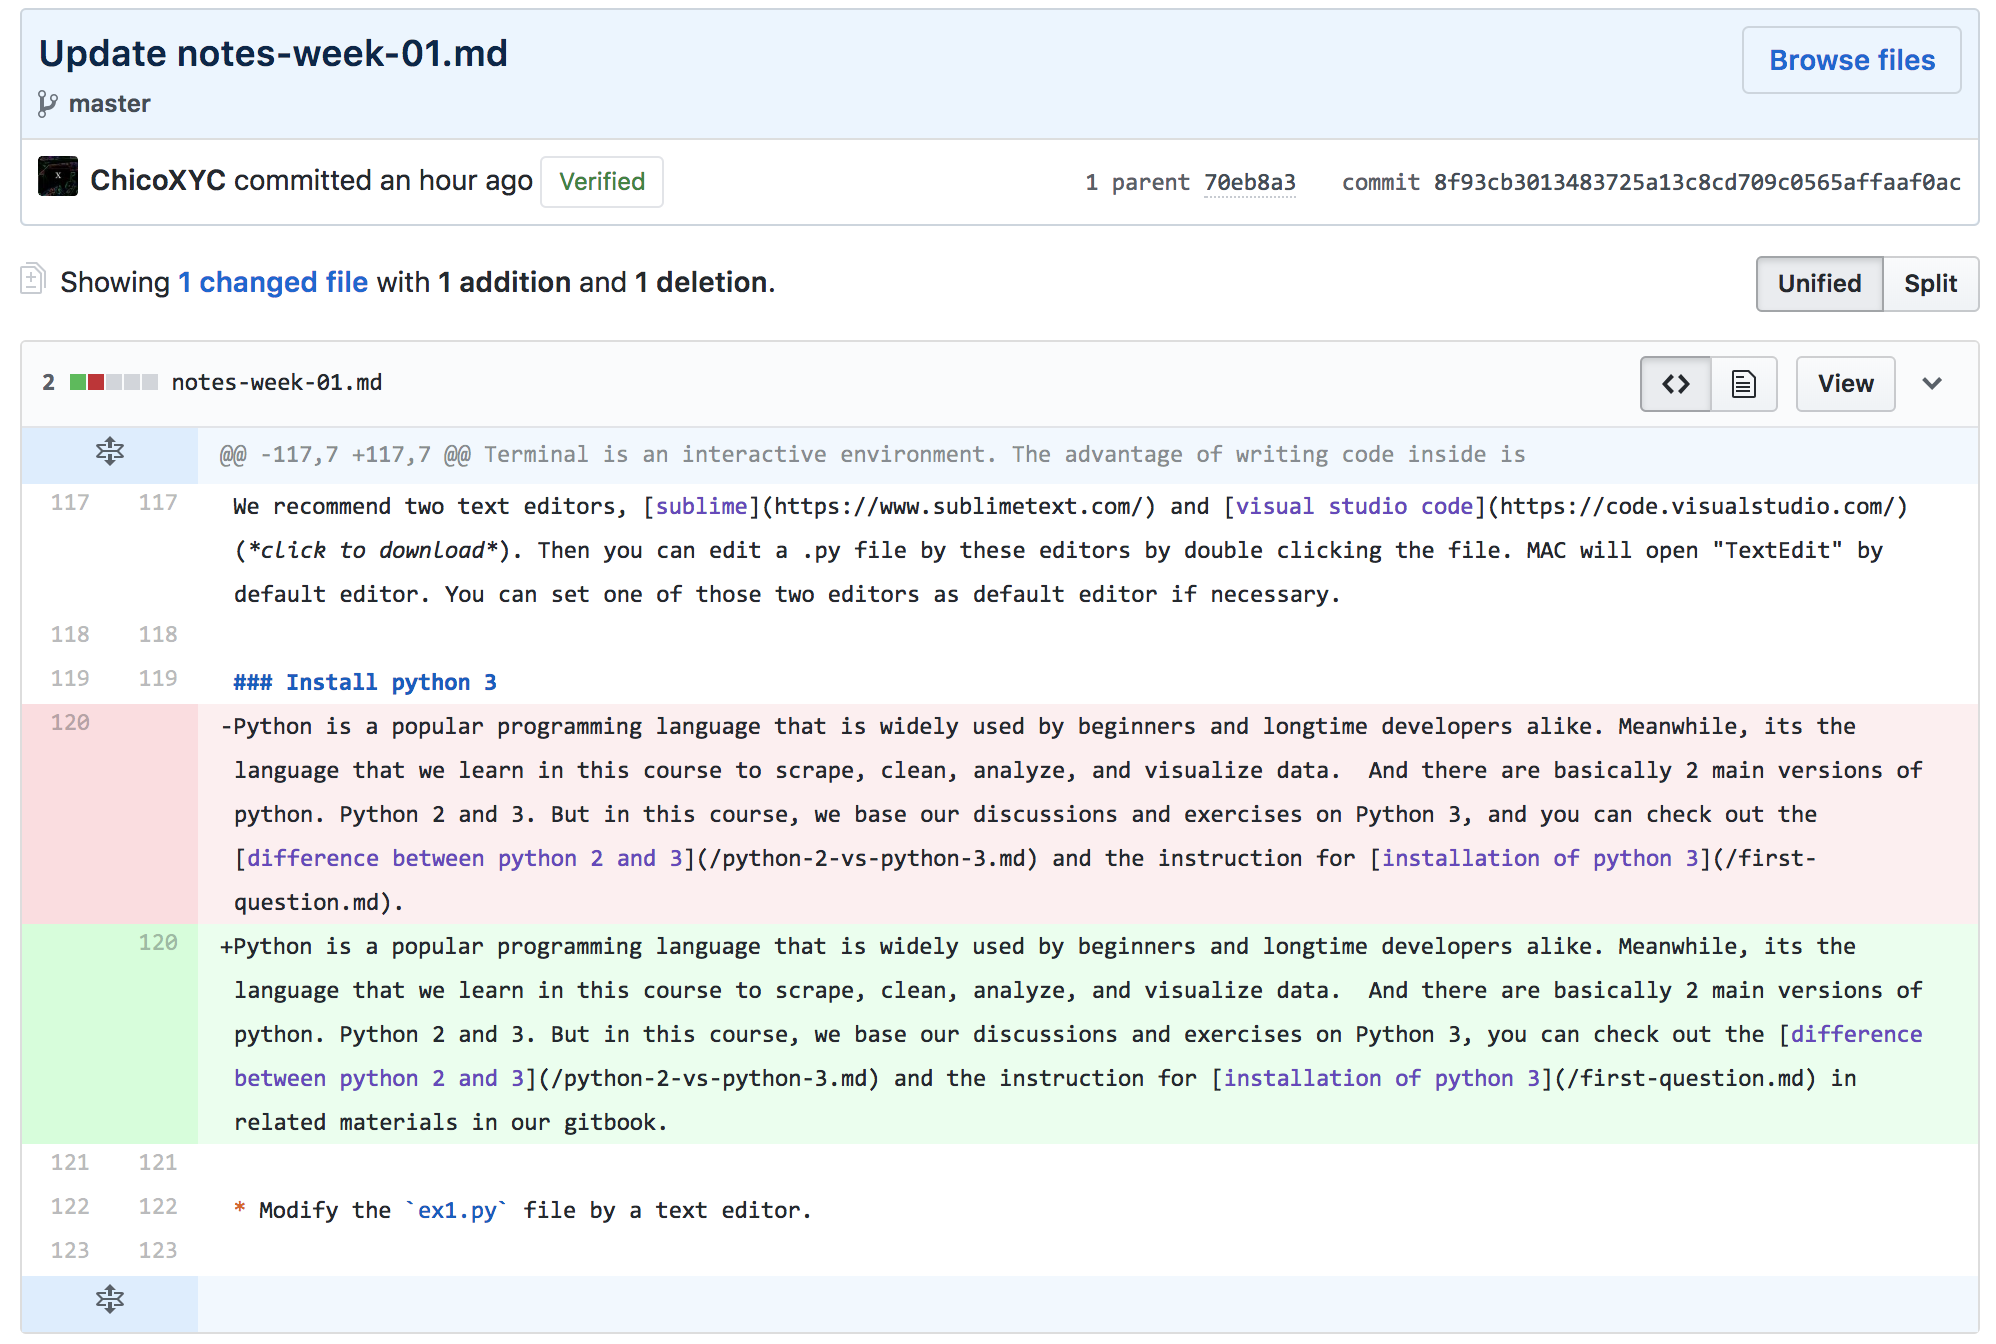 Update notes-week-01.md
Browse files
master
ChicoXYC committed an hour ago Verified
1 parent 70eb8a3 commit 8f93cb3013483725a13c8cd709c0565affaaf0ac
Showing 1 changed file with 1 addition and 1 deletion.
Unified Split
2 notes-week-01.md
<> View
@@ -117,7 +117,7 @@ Terminal is an interactive environment. The advantage of writing code inside is
117 117 We recommend two text editors, [sublime](https://www.sublimetext.com/) and [visual studio code](https://code.visualstudio.com/)
(*click to download*). Then you can edit a .py file by these editors by double clicking the file. MAC will open "TextEdit" by
default editor. You can set one of those two editors as default editor if necessary.
118 118
119 119 ### Install python 3
120 -Python is a popular programming language that is widely used by beginners and longtime developers alike. Meanwhile, its the
language that we learn in this course to scrape, clean, analyze, and visualize data.  And there are basically 2 main versions of
python. Python 2 and 3. But in this course, we base our discussions and exercises on Python 3, and you can check out the
[difference between python 2 and 3](/python-2-vs-python-3.md) and the instruction for [installation of python 3](/first-
question.md).
120 +Python is a popular programming language that is widely used by beginners and longtime developers alike. Meanwhile, its the
language that we learn in this course to scrape, clean, analyze, and visualize data.  And there are basically 2 main versions of
python. Python 2 and 3. But in this course, we base our discussions and exercises on Python 3, you can check out the [difference
between python 2 and 3](/python-2-vs-python-3.md) and the instruction for [installation of python 3](/first-question.md) in
related materials in our gitbook.
121 121
122 122 * Modify the `ex1.py` file by a text editor.
123 123